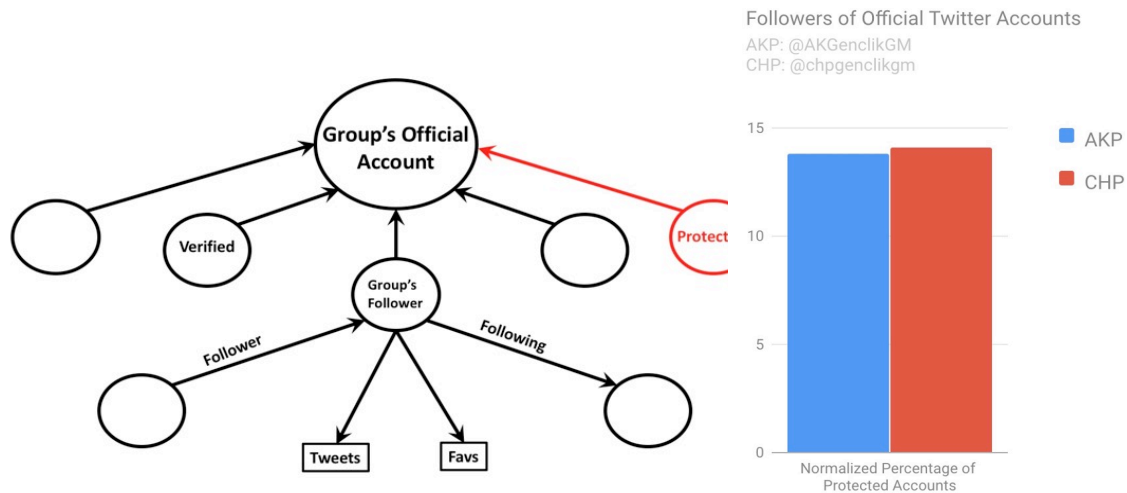 Group's Official
Account
Verified
Protect
Group's
Follower
Follower
Following
Tweets
Favs
Followers of Official Twitter Accounts
AKP: @AKGenclikGM
CHP: @chpgenclikgm
15
10
5
0
AKP
CHP
Normalized Percentage of
Protected Accounts